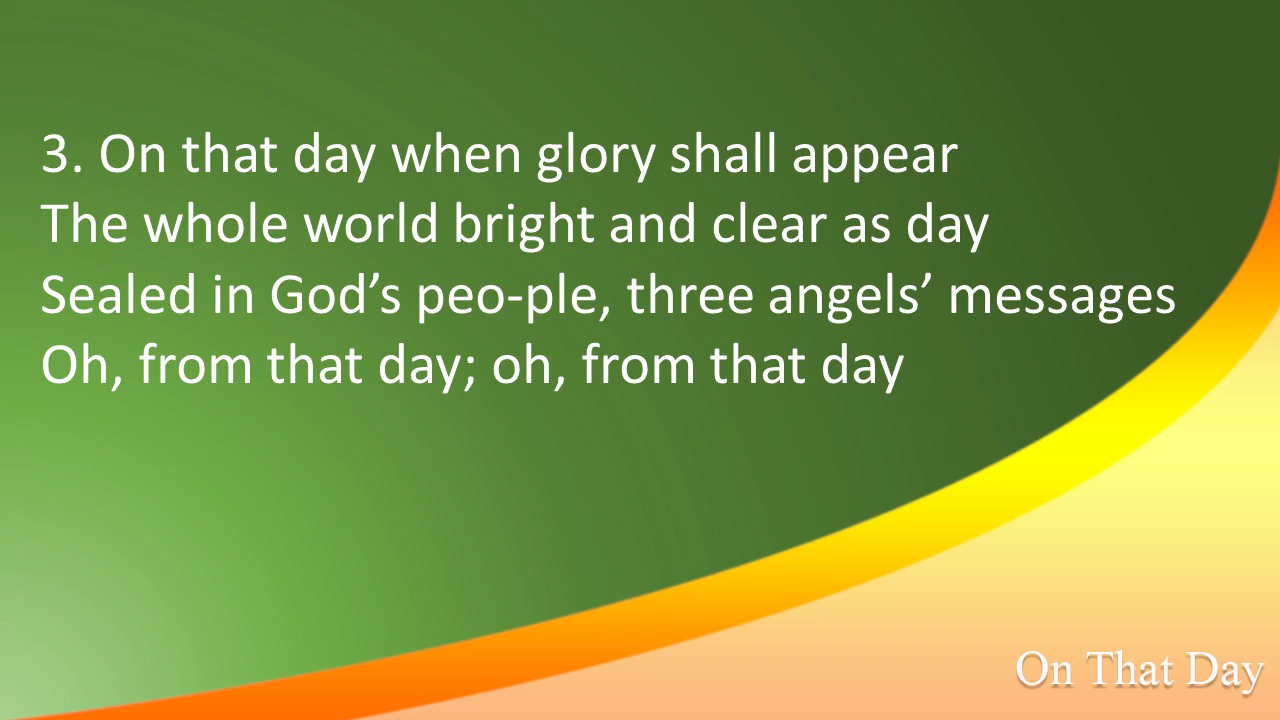 3. On that day when glory shall appear
The whole world bright and clear as day
Sealed in God’s peo-ple, three angels’ messages
Oh, from that day; oh, from that day
On That Day